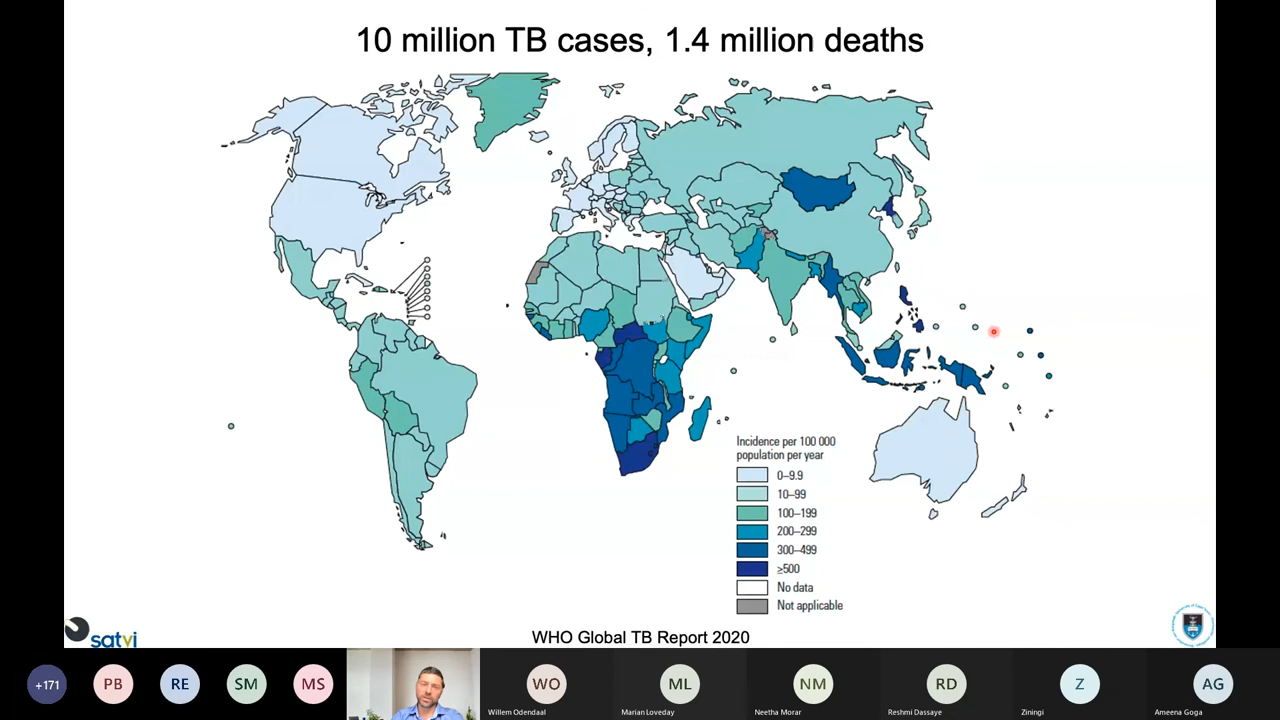 10 million TB cases, 1.4 million deaths
Incidence per 100 000
population per year
0–9.9
10–99
100–199
200–299
300–499
≥500
No data
Not applicable
satvi
WHO Global TB Report 2020
+171
PB
RE
SM
MS
WO
Willem Odendaal
ML
Marian Loveday
NM
Neetha Morar
RD
Reshmi Dassaye
Z
Ziningi
AG
Ameena Goga